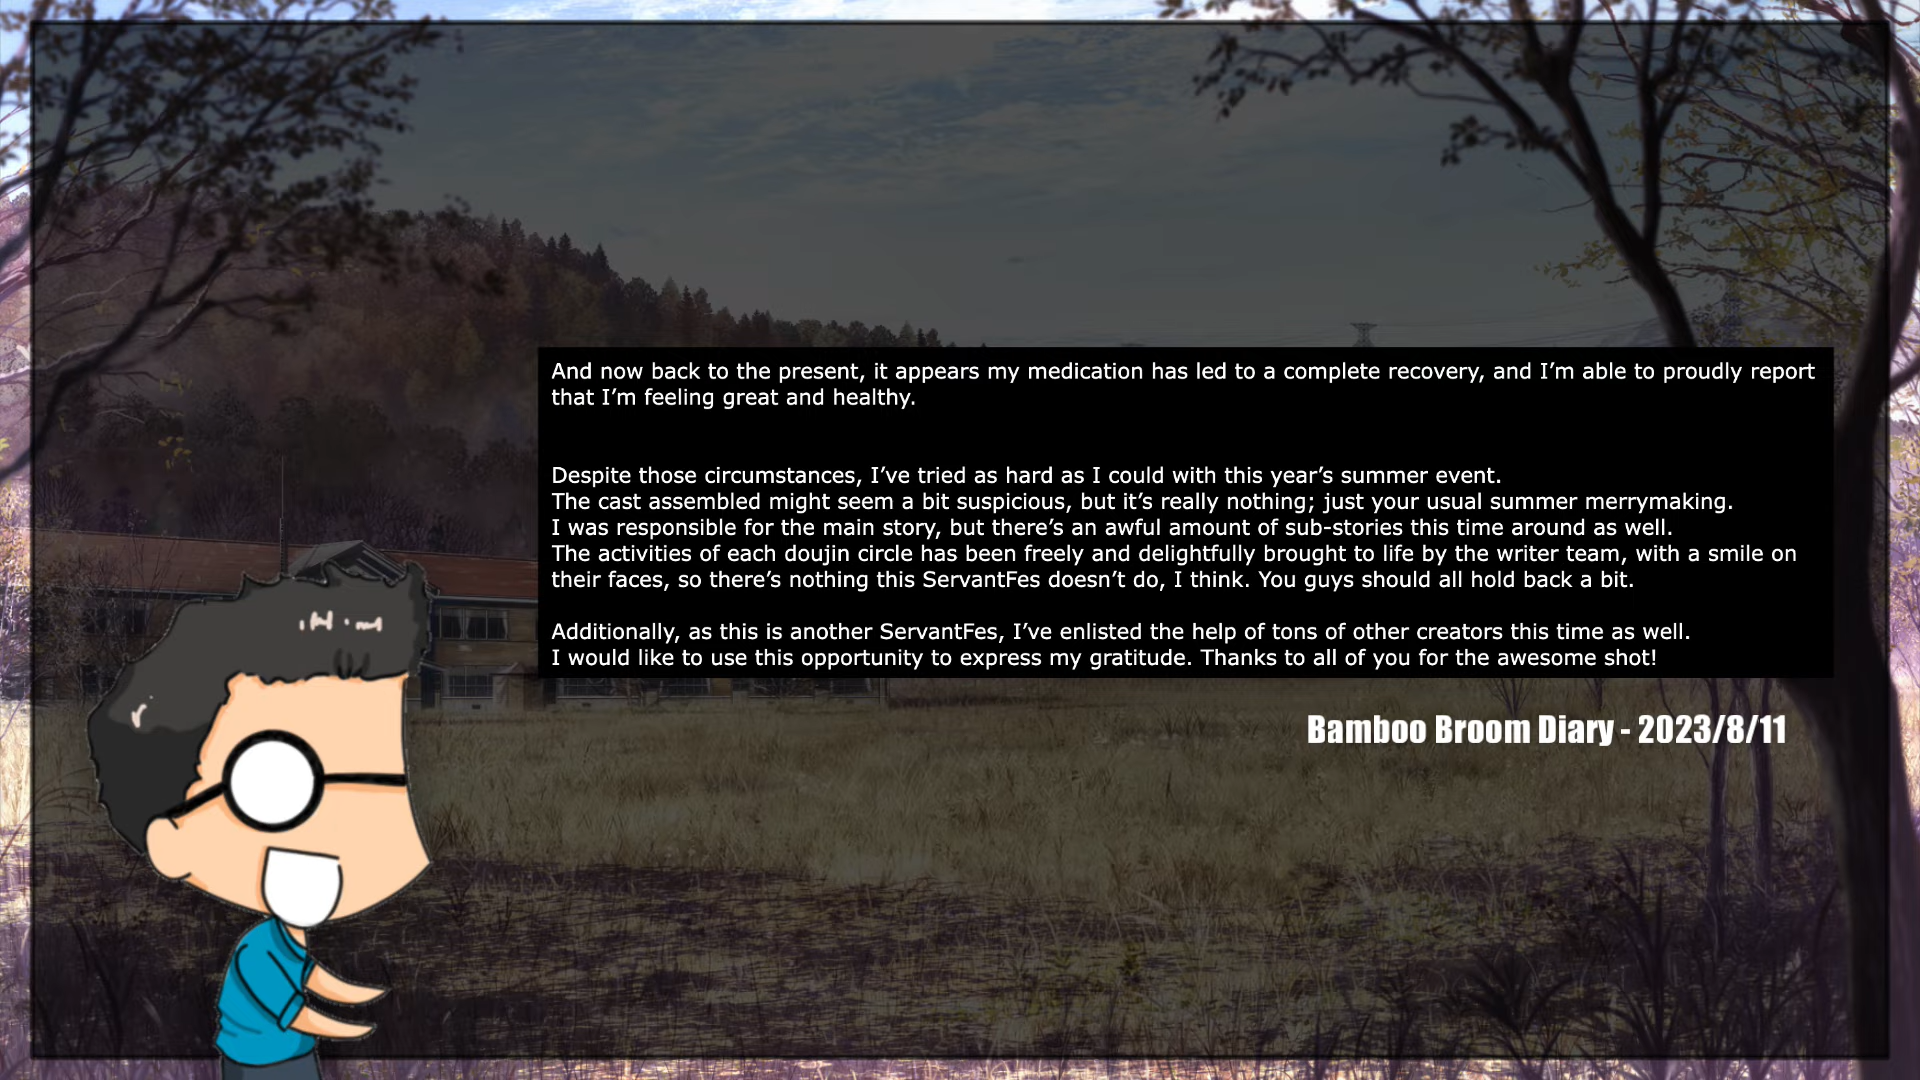 And now back to the present, it appears my medication has led to a complete recovery, and I’m able to proudly report
that I’m feeling great and healthy.
Despite those circumstances, I’ve tried as hard as I could with this year’s summer event.
The cast assembled might seem a bit suspicious, but it’s really nothing; just your usual summer merrymaking.
I was responsible for the main story, but there’s an awful amount of sub-stories this time around as well.
The activities of each doujin circle has been freely and delightfully brought to life by the writer team, with a smile on
their faces, so there’s nothing this ServantFes doesn’t do, I think. You guys should all hold back a bit.
Additionally, as this is another ServantFes, I’ve enlisted the help of tons of other creators this time as well.
I would like to use this opportunity to express my gratitude. Thanks to all of you for the awesome shot!
Bamboo Broom Diary - 2023/8/11